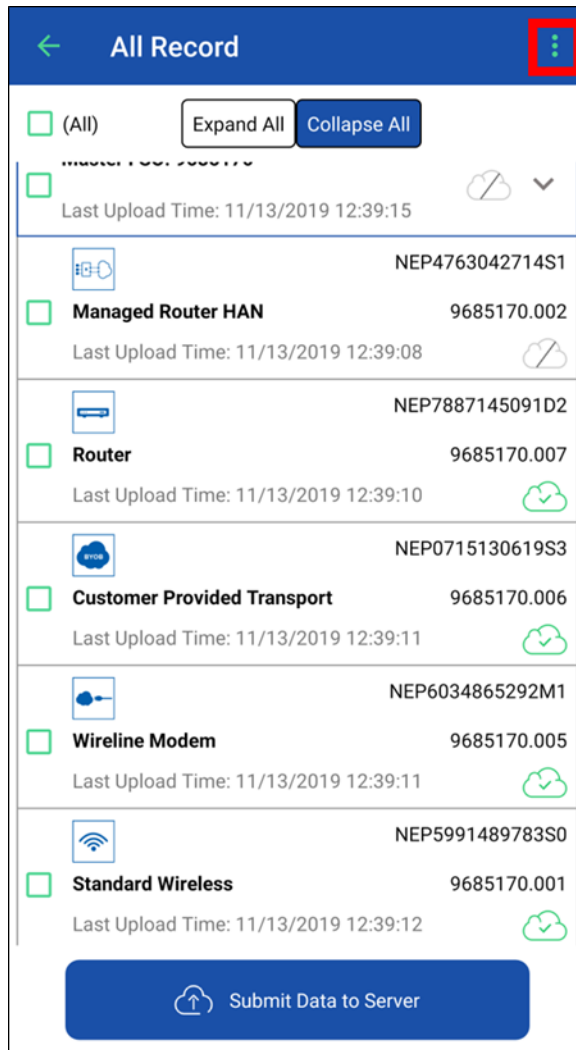 All Record
(All)
Expand All
Collapse All
Last Upload Time: 11/13/2019 12:39:15
NEP4763042714S1
Managed Router HAN
9685170.002
Last Upload Time: 11/13/2019 12:39:08
NEP7887145091D2
Router
9685170.007
Last Upload Time: 11/13/2019 12:39:10
BYOB
NEP0715130619S3
Customer Provided Transport
9685170.006
Last Upload Time: 11/13/2019 12:39:11
NEP6034865292M1
Wireline Modem
9685170.005
Last Upload Time: 11/13/2019 12:39:11
NEP5991489783S0
Standard Wireless
9685170.001
Last Upload Time: 11/13/2019 12:39:12
Submit Data to Server